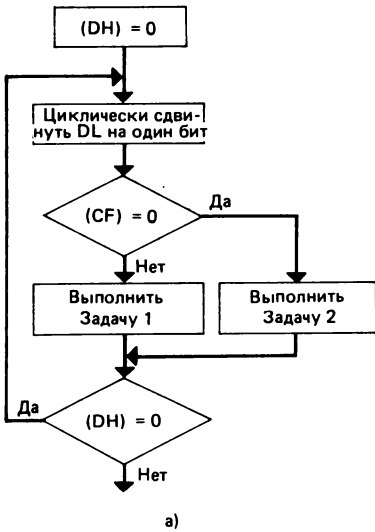 (DH) = 0
Циклически сдви-
нуть DL на один бит
(CF) = 0
Да
Нет
Выполнить
Задачу 1
Выполнить
Задачу 2
Да
(DH) = 0
Нет
а)